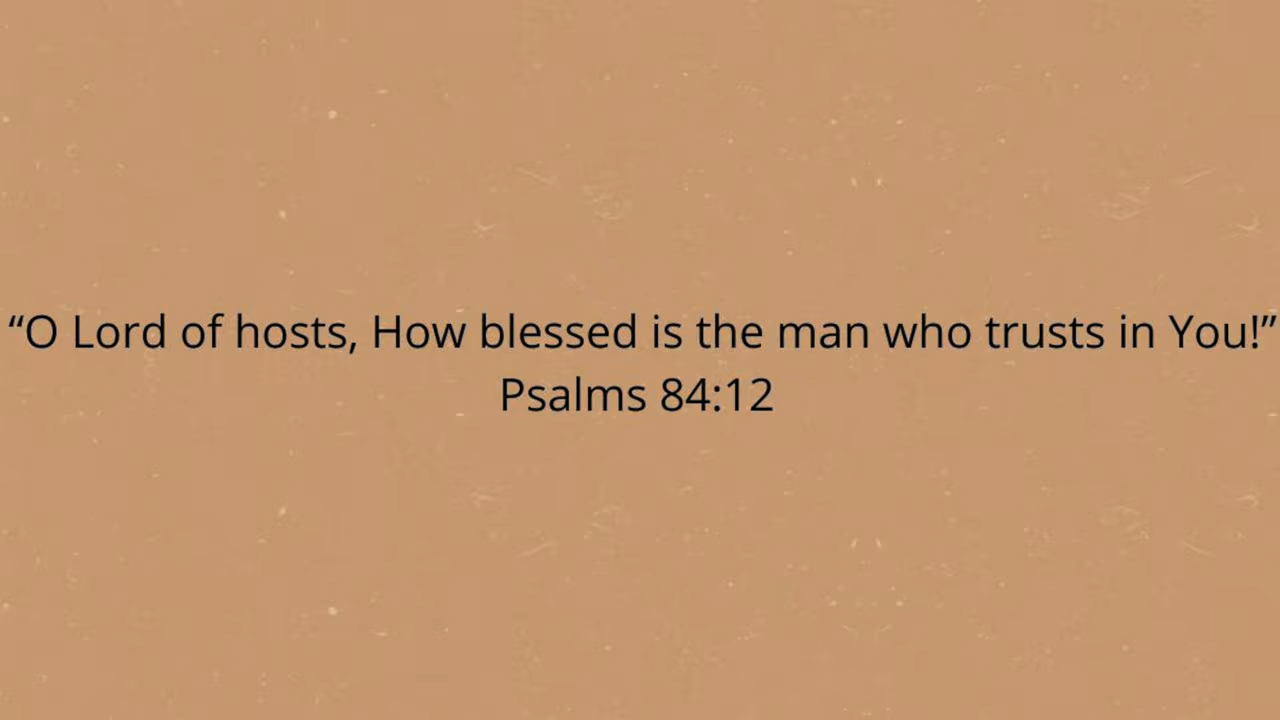 “O Lord of hosts, How blessed is the man who trusts in You!”
Psalms 84:12